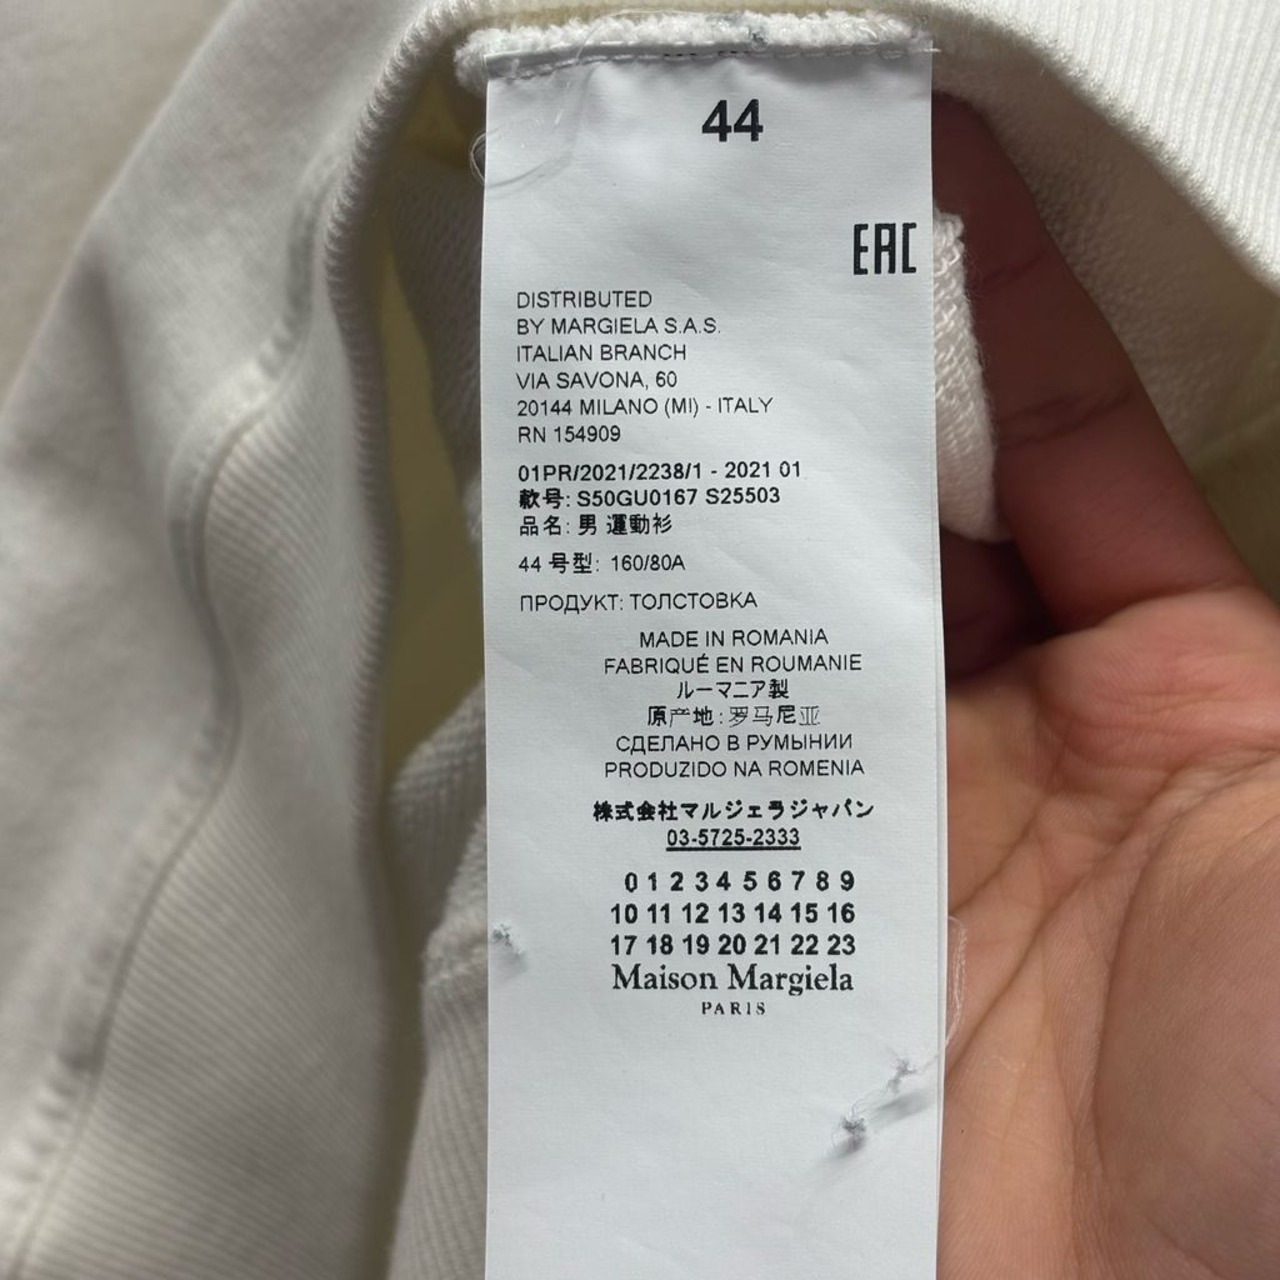 44
EAC
DISTRIBUTED
BY MARGIELA S.A.S.
ITALIAN BRANCH
VIA SAVONA, 60
20144 MILANO (MI) - ITALY
RN 154909
01PR/2021/2238/1 - 2021 01
款号: S50GU0167 S25503
品名: 男 運動衫
44 号型: 160/80A
ПРОДУКТ: ТОЛСТОВКА
MADE IN ROMANIA
FABRIQUÉ EN ROUMANIE
ルーマニア製
原产地: 罗马尼亚
СДЕЛАНО В РУМЫНИИ
PRODUZIDO NA ROMENIA
株式会社マルジェラジャパン
03-5725-2333
0 1 2 3 4 5 6 7 8 9
10 11 12 13 14 15 16
17 18 19 20 21 22 23
Maison Margiela
PARIS